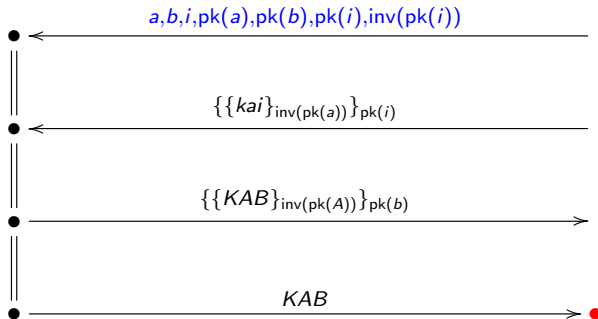 a,b,i,pk(a),pk(b),pk(i),inv(pk(i))
{{kai}inv(pk(a))}pk(i)
{{KAB}inv(pk(A))}pk(b)
KAB